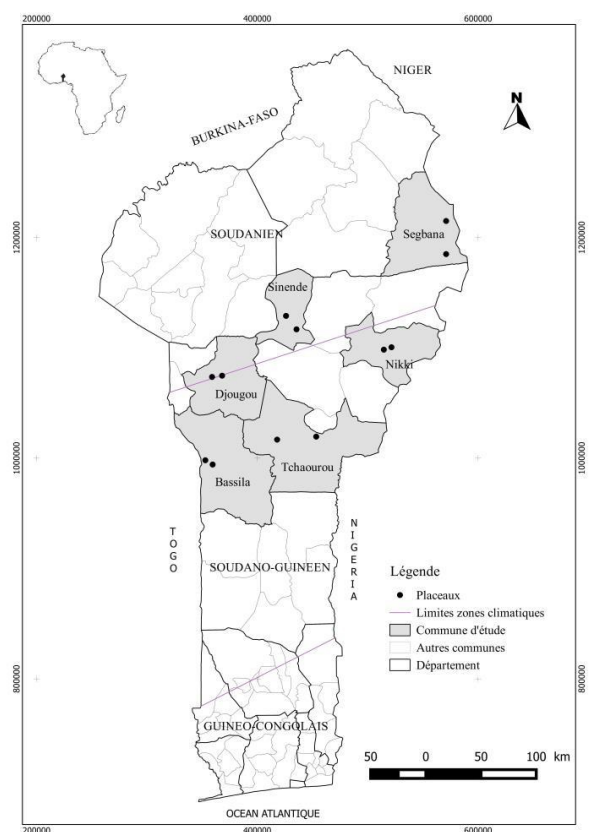 200000 400000 600000
NIGER
N
BURKINA-FASO
1200000 1200000
SOUDANIEN
Segbana
Sinende
Nikki
Djougou
1000000 1000000
Tchaourou
Bassila
TOGO
NIGERIA
SOUDANO-GUINEEN
Légende
Placeaux
Limites zones climatiques
Commune d'étude
Autres communes
Département
800000 800000
GUINEO-CONGOLAIS
50 0 50 100 km
OCEAN ATLANTIQUE
200000 400000 600000